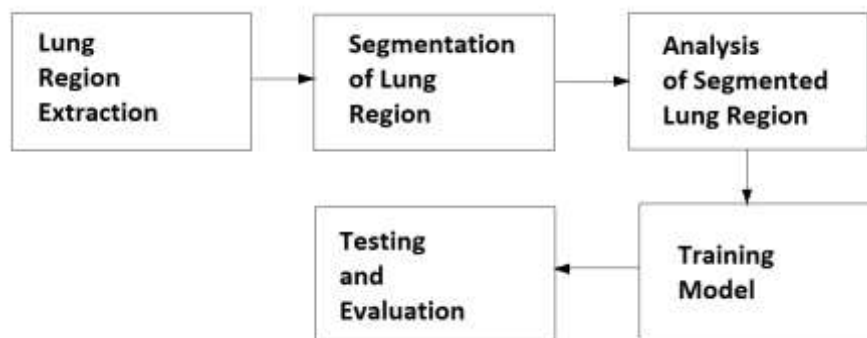 Lung
Region
Extraction
Segmentation
of Lung
Region
Analysis
of Segmented
Lung Region
Training
Model
Testing
and
Evaluation